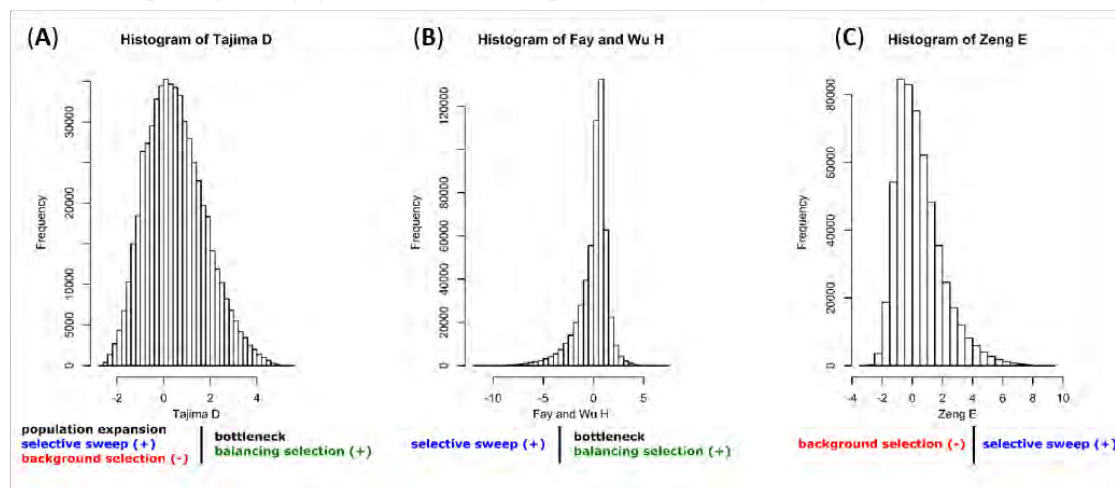 (A)
Histogram of Tajima D
Frequency
0
5000
10000
20000
30000
-2
0
2
4
Tajima D
population expansion
selective sweep (+)
background selection (-)
bottleneck
balancing selection (+)
(B)
Histogram of Fay and Wu H
Frequency
0
20000
40000
60000
80000
120000
-10
-5
0
5
Fay and Wu H
selective sweep (+)
bottleneck
balancing selection (+)
(C)
Histogram of Zeng E
Frequency
0
20000
40000
60000
80000
-4
-2
0
2
4
6
8
10
Zeng E
background selection (-)
selective sweep (+)